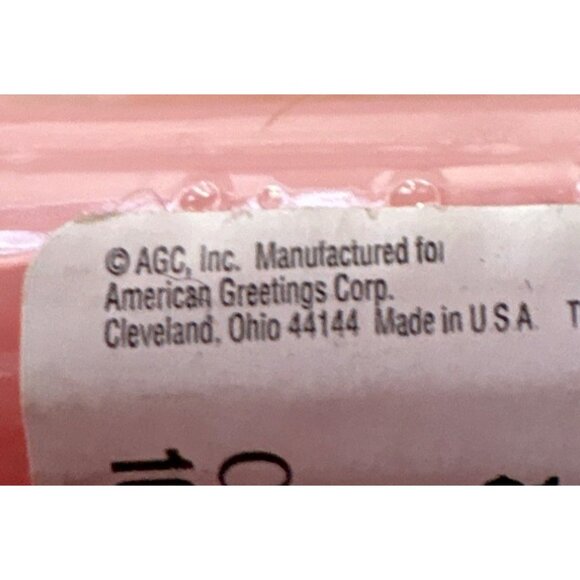 © AGC, Inc. Manufactured for
American Greetings Corp.
Cleveland, Ohio 44144 Made in U.S.A.